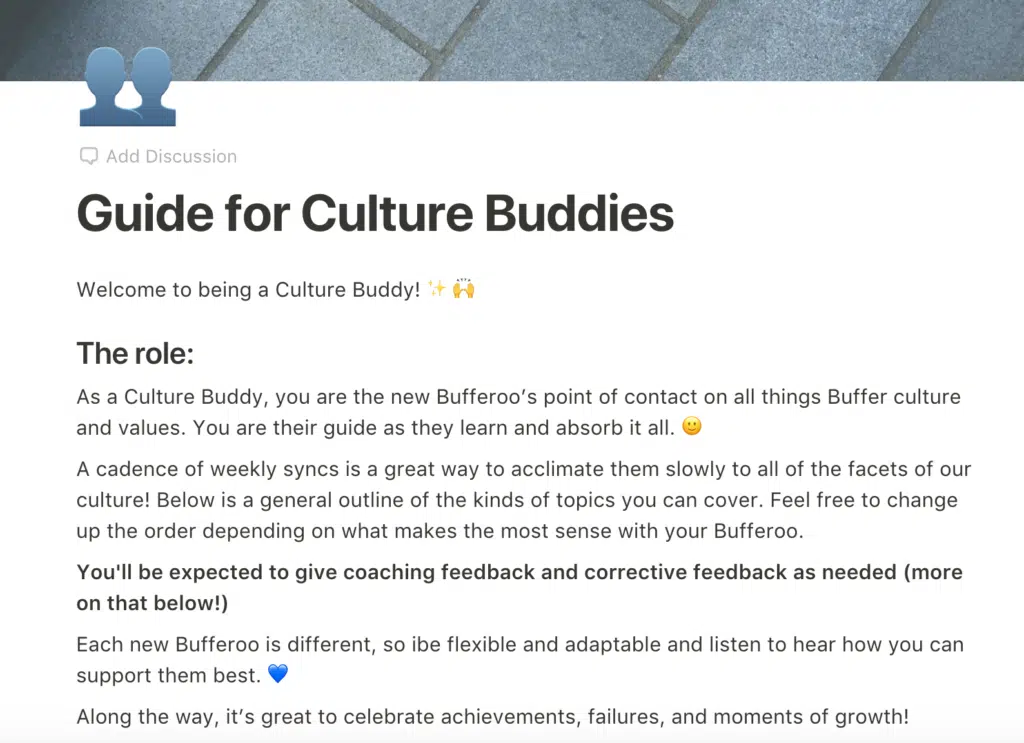 Add Discussion
Guide for Culture Buddies
Welcome to being a Culture Buddy! ✨ 🙌
The role:
As a Culture Buddy, you are the new Bufferoo’s point of contact on all things Buffer culture
and values. You are their guide as they learn and absorb it all. 🙂
A cadence of weekly syncs is a great way to acclimate them slowly to all of the facets of our
culture! Below is a general outline of the kinds of topics you can cover. Feel free to change
up the order depending on what makes the most sense with your Bufferoo.
You'll be expected to give coaching feedback and corrective feedback as needed (more
on that below!)
Each new Bufferoo is different, so ibe flexible and adaptable and listen to hear how you can
support them best. 💙
Along the way, it’s great to celebrate achievements, failures, and moments of growth!